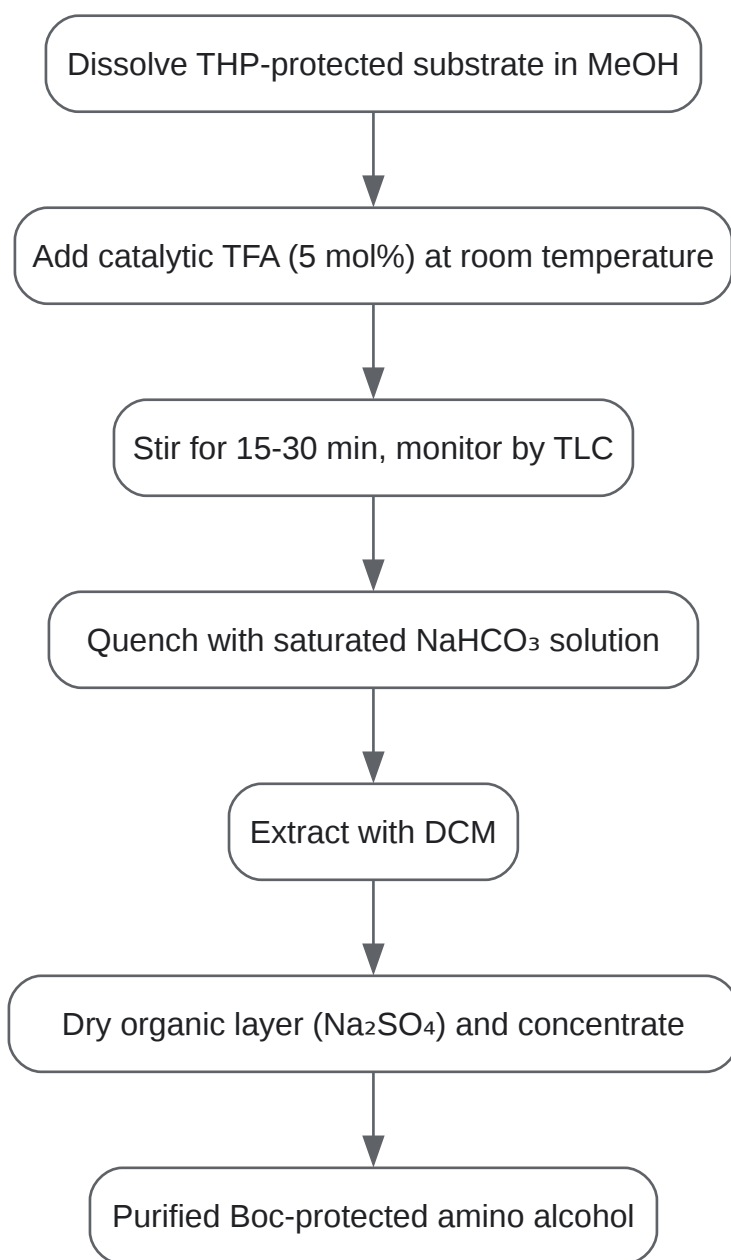 Dissolve THP-protected substrate in MeOH
Add catalytic TFA (5 mol%) at room temperature
Stir for 15-30 min, monitor by TLC
Quench with saturated NaHCO₃ solution
Extract with DCM
Dry organic layer (Na₂SO₄) and concentrate
Purified Boc-protected amino alcohol